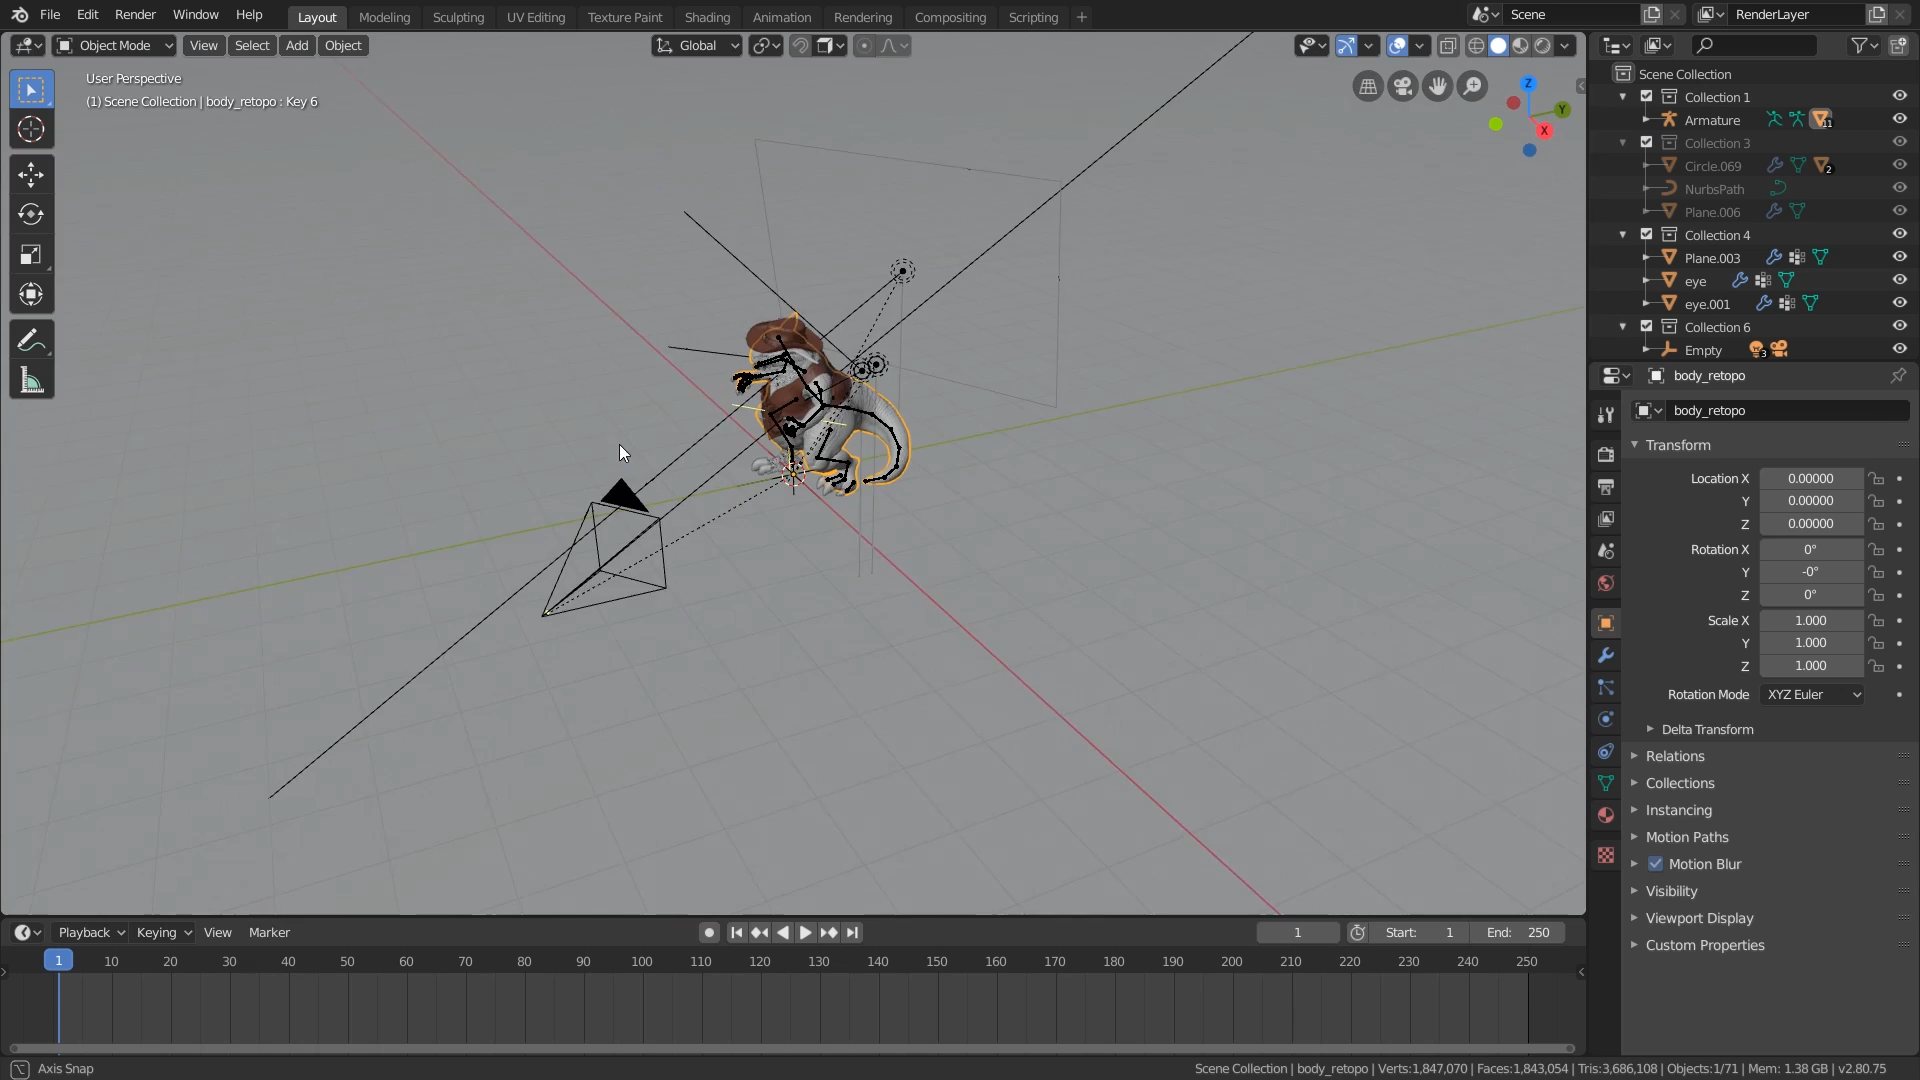 File Edit Render Window Help Layout Modeling Sculpting UV Editing Texture Paint Shading Animation Rendering Compositing Scripting + Scene RenderLayer
Object Mode View Select Add Object Global
User Perspective
(1) Scene Collection | body_retopo : Key 6
Z
Y
X
Scene Collection
Collection 1
Armature 11
Collection 3
Circle.069 2
NurbsPath
Plane.006
Collection 4
Plane.003
eye
eye.001
Collection 6
Empty 3
body_retopo
body_retopo
Transform
Location X 0.00000
Y 0.00000
Z 0.00000
Rotation X 0°
Y -0°
Z 0°
Scale X 1.000
Y 1.000
Z 1.000
Rotation Mode XYZ Euler
Delta Transform
Relations
Collections
Instancing
Motion Paths
Motion Blur
Visibility
Viewport Display
Custom Properties
Playback Keying View Marker 1 Start: 1 End: 250
1 10 20 30 40 50 60 70 80 90 100 110 120 130 140 150 160 170 180 190 200 210 220 230 240 250
Axis Snap Scene Collection | body_retopo | Verts:1,847,070 | Faces:1,843,054 | Tris:3,686,108 | Objects:1/71 | Mem: 1.38 GB | v2.80.75